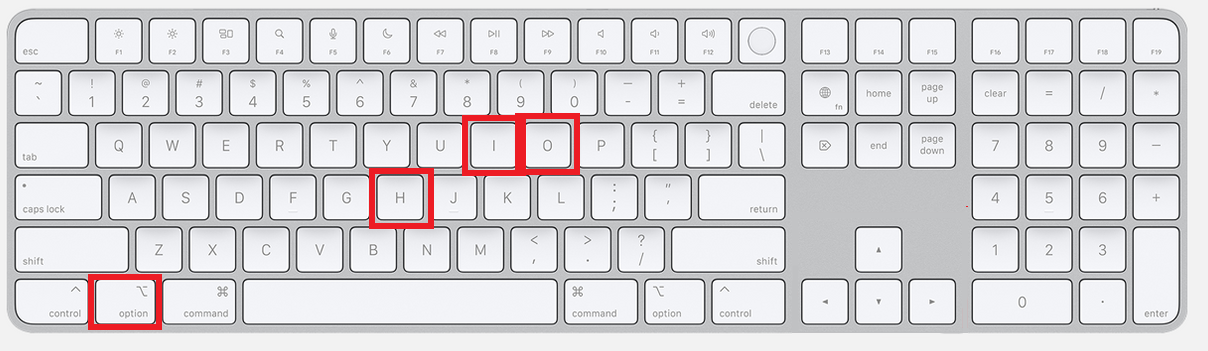 esc F1 F2 F3 F4 F5 F6 F7 F8 F9 F10 F11 F12 F13 F14 F15 F16 F17 F18 F19
~ ` ! 1 @ 2 # 3 $ 4 % 5 ^ 6 & 7 * 8 ( 9 ) 0 — - + = delete fn home page up clear = / *
tab Q W E R T Y U I O P { [ } ] | \ end page down 7 8 9 −
caps lock A S D F G H J K L : ; " ' return 4 5 6 +
shift Z X C V B N M < , > . ? / shift 1 2 3
^ control ⌥ option ⌘ command ⌘ command ⌥ option ^ control ◄ ▲ ▼ ► 0 . enter